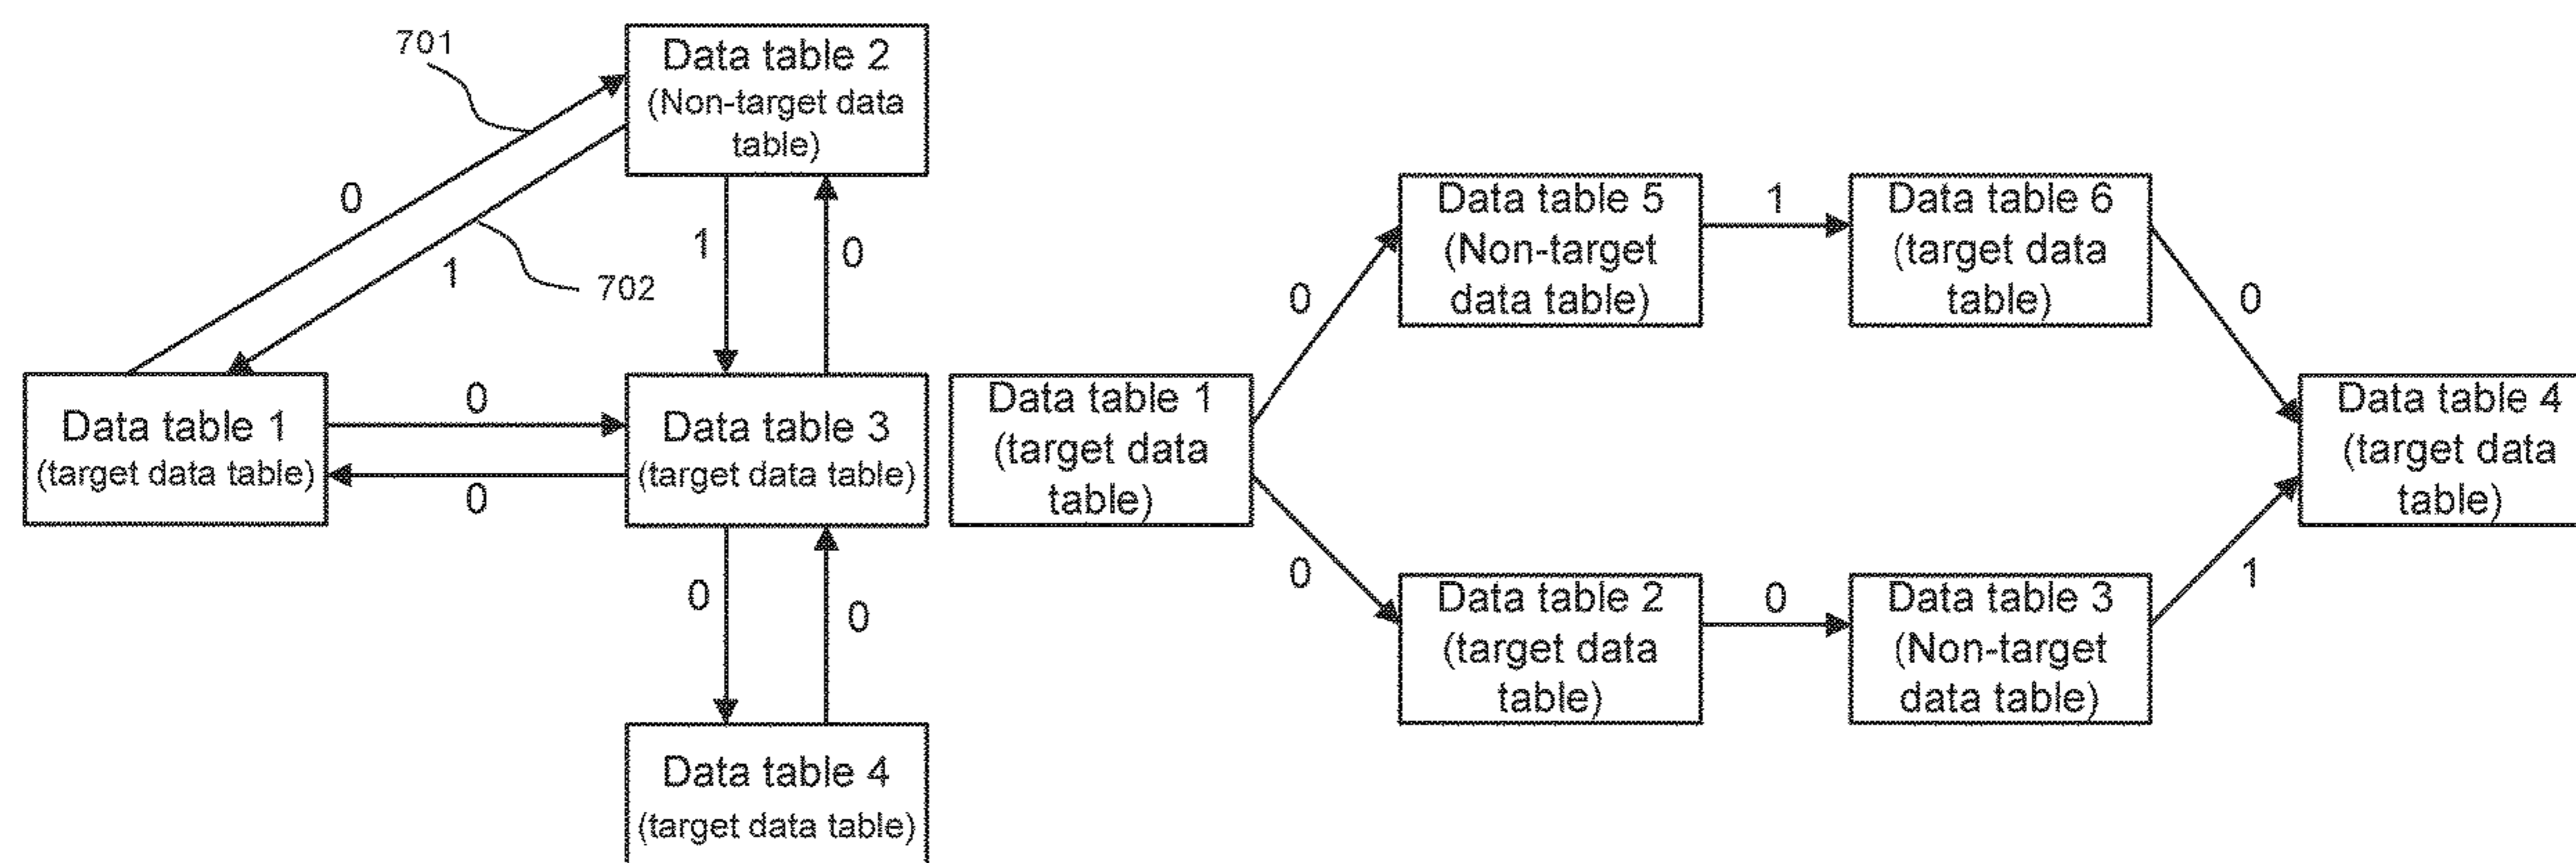 701
Data table 2
(Non-target data
table)
0
1
702
1
0
Data table 1
(target data table)
0
0
Data table 3
(target data table)
0
0
Data table 4
(target data table)
Data table 1
(target data
table)
0
0
Data table 5
(Non-target
data table)
1
Data table 6
(target data
table)
0
Data table 2
(target data
table)
0
Data table 3
(Non-target
data table)
1
Data table 4
(target data
table)